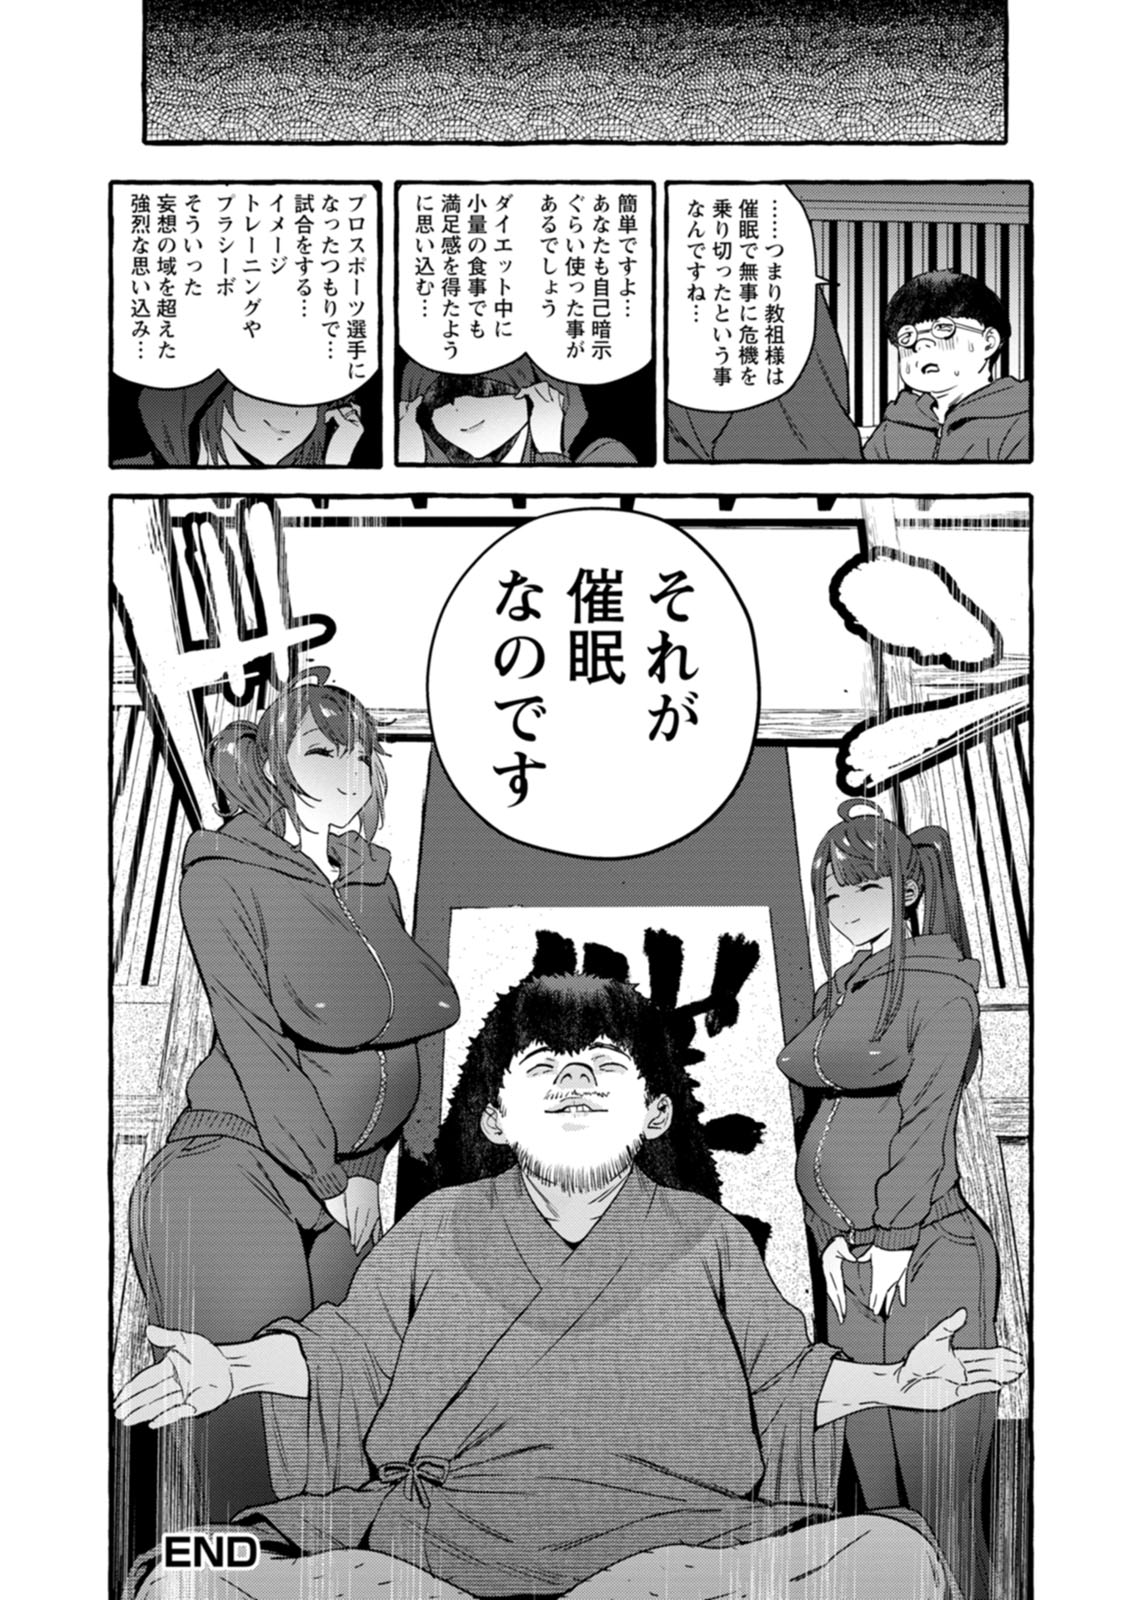 ……つまり教祖様は
催眠で無事に危機を
乗り切ったという事
なんですね…
簡単ですよ…
あなたも自己暗示
ぐらい使った事が
あるでしょう
ダイエット中に
小量の食事でも
満足感を得たよう
に思い込む…
プロスポーツ選手に
なったつもりで…
試合をする…
イメージ
トレーニングや
プラシーボ
そういった
妄想の域を超えた
強烈な思い込み…
それが
催眠
なのです
END